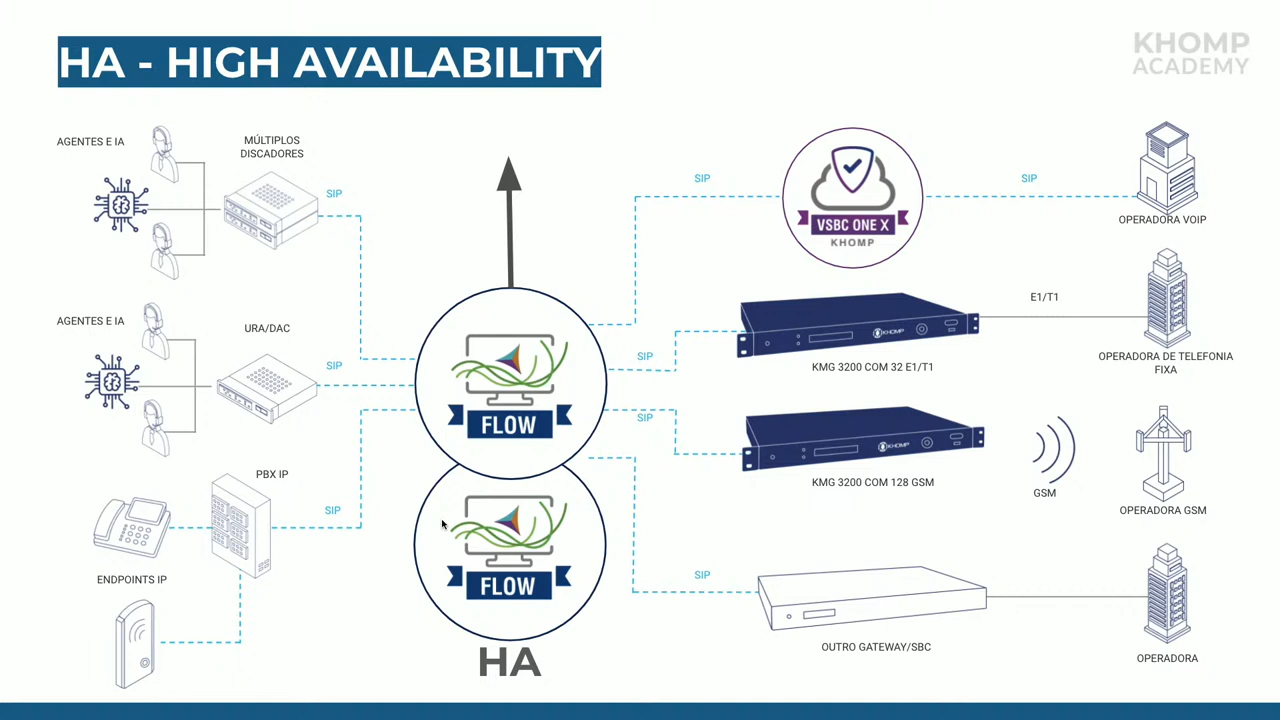 HA - HIGH AVAILABILITY
KHOMP
ACADEMY
AGENTES E IA
MÚLTIPLOS
DISCADORES
SIP
SIP
VSBC ONE X
KHOMP
SIP
OPERADORA VOIP
AGENTES E IA
URA/DAC
SIP
FLOW
SIP
KHOMP
KMG 3200 COM 32 E1/T1
E1/T1
OPERADORA DE TELEFONIA
FIXA
SIP
KHOMP
KMG 3200 COM 128 GSM
GSM
OPERADORA GSM
PBX IP
SIP
ENDPOINTS IP
FLOW
HA
SIP
OUTRO GATEWAY/SBC
OPERADORA